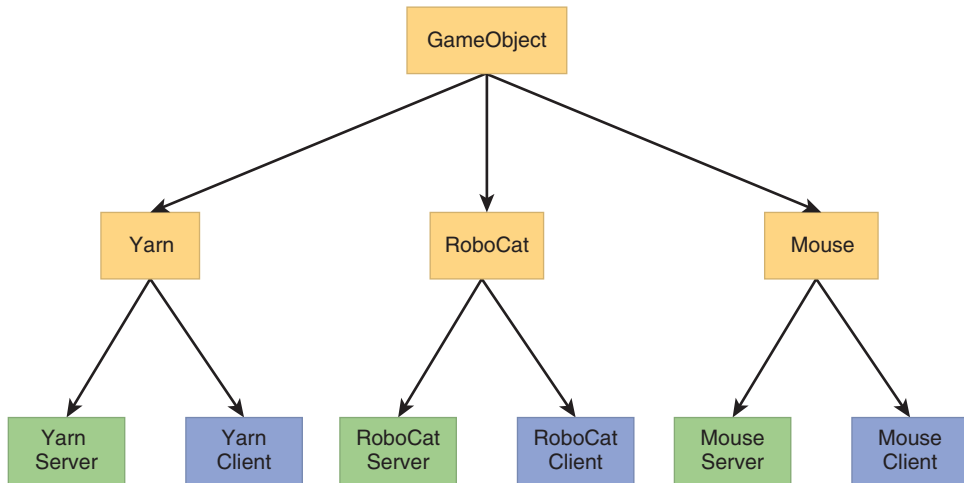 GameObject
Yarn
RoboCat
Mouse
Yarn
Server
Yarn
Client
RoboCat
Server
RoboCat
Client
Mouse
Server
Mouse
Client